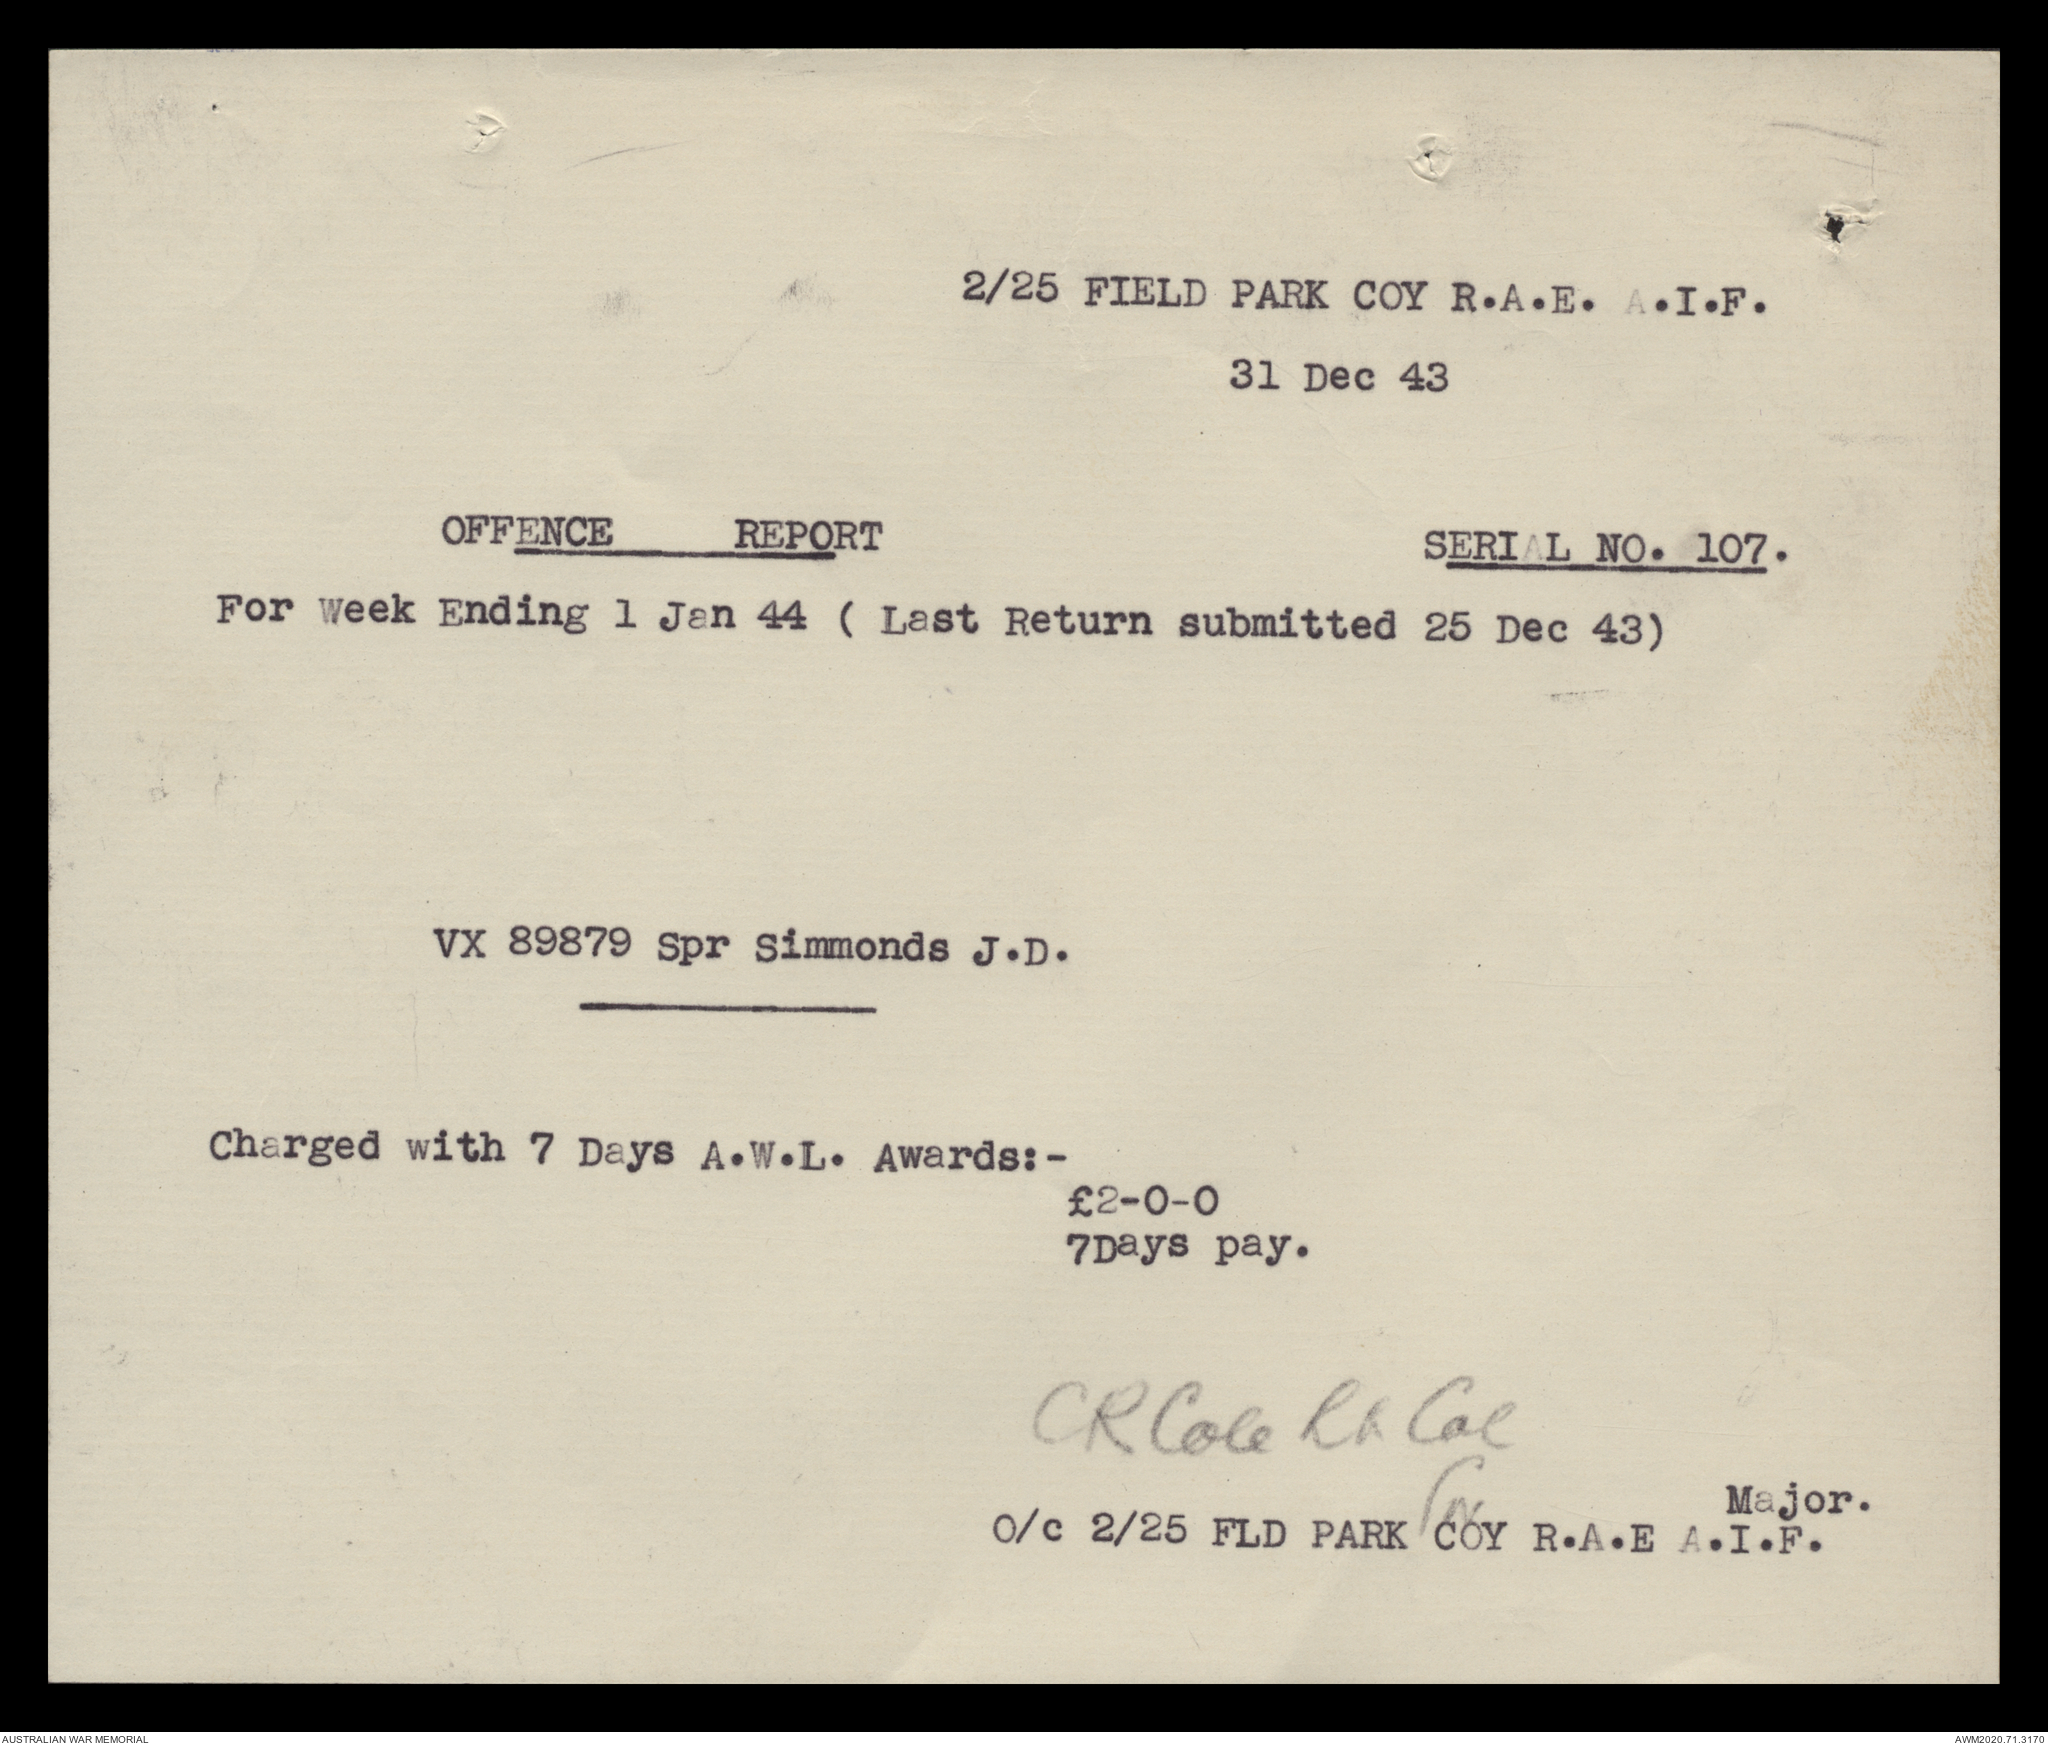 2/25 FIELD PARK COY R.A.E. A.I.F.
31 Dec 43
OFFENCE REPORT SERIAL NO. 107.
For Week Ending 1 Jan 44 ( Last Return submitted 25 Dec 43)
VX 89879 Spr Simmonds J.D.
Charged with 7 Days A.W.L. Awards:-
£2-0-0
7Days pay.
CR Cole Lt Col
Major.
O/c 2/25 FLD PARK COY R.A.E A.I.F.
AUSTRALIAN WAR MEMORIAL AWM2020.71.3170